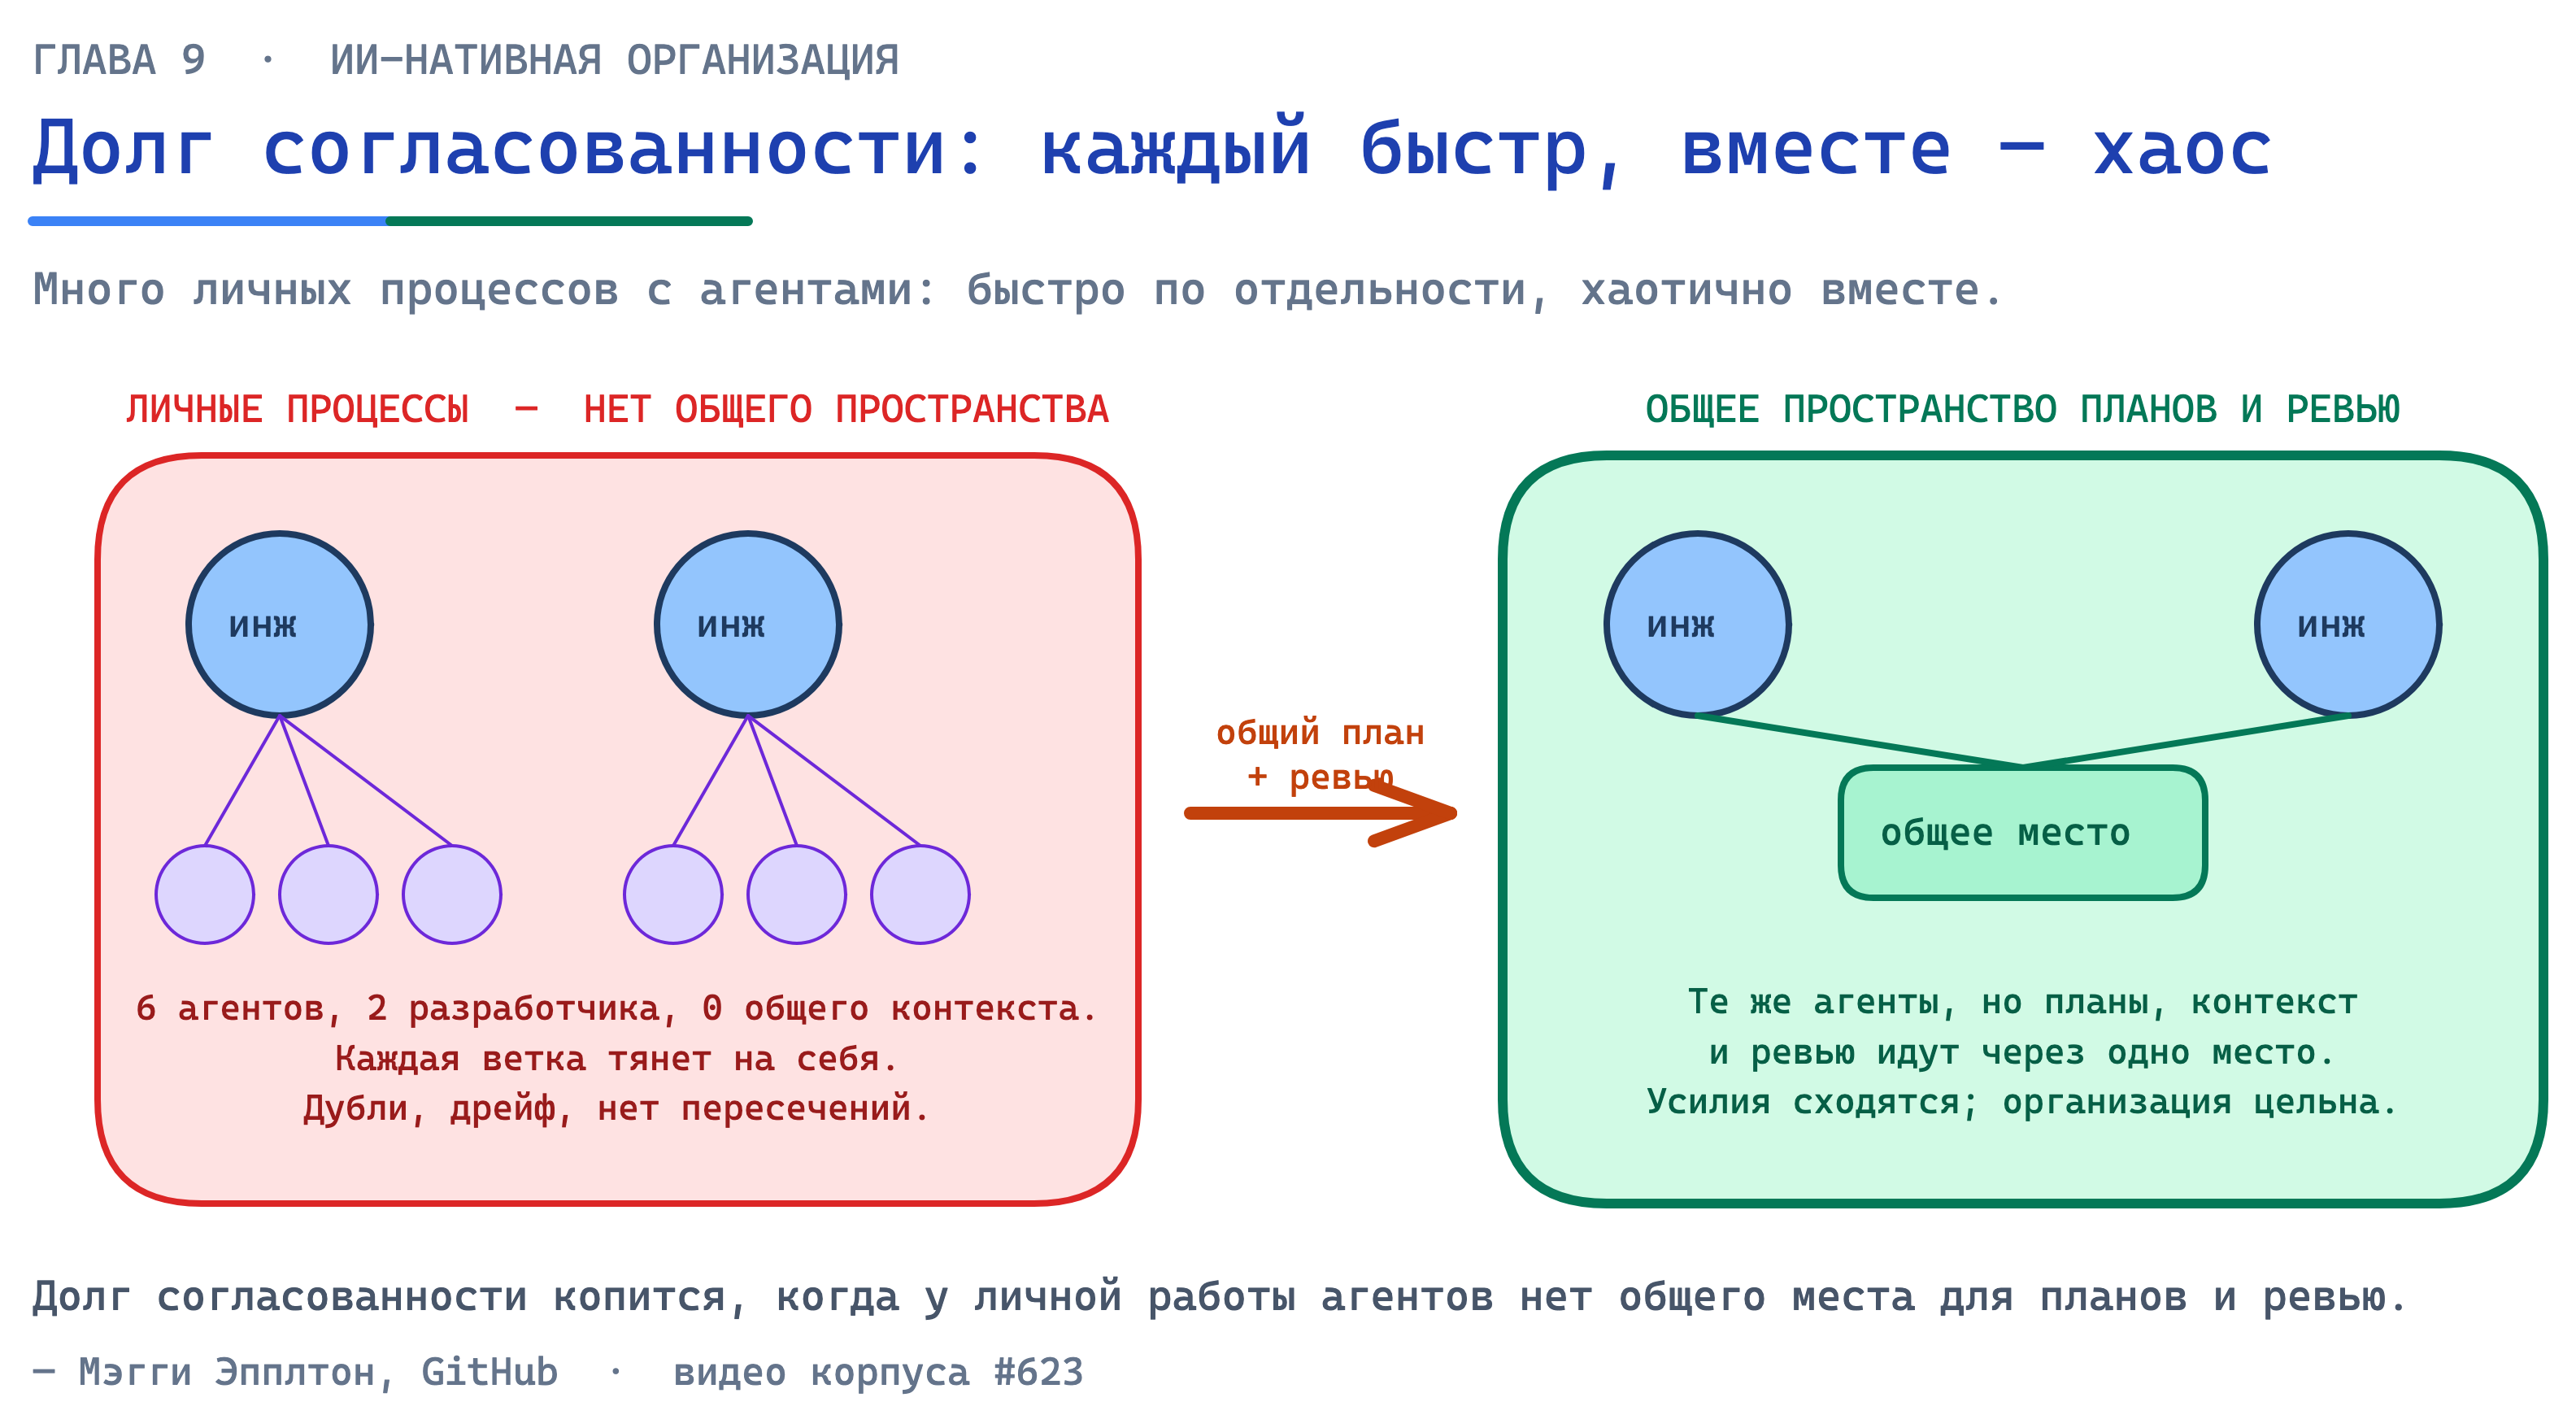 ГЛАВА 9 · ИИ-НАТИВНАЯ ОРГАНИЗАЦИЯ
Долг согласованности: каждый быстр, вместе — хаос
Много личных процессов с агентами: быстро по отдельности, хаотично вместе.
ЛИЧНЫЕ ПРОЦЕССЫ — НЕТ ОБЩЕГО ПРОСТРАНСТВА
инж
инж
6 агентов, 2 разработчика, 0 общего контекста.
Каждая ветка тянет на себя.
Дубли, дрейф, нет пересечений.
общий план
+ ревью
ОБЩЕЕ ПРОСТРАНСТВО ПЛАНОВ И РЕВЬЮ
инж
инж
общее место
Те же агенты, но планы, контекст
и ревью идут через одно место.
Усилия сходятся; организация цельна.
Долг согласованности копится, когда у личной работы агентов нет общего места для планов и ревью.
— Мэгги Эпплтон, GitHub · видео корпуса #623